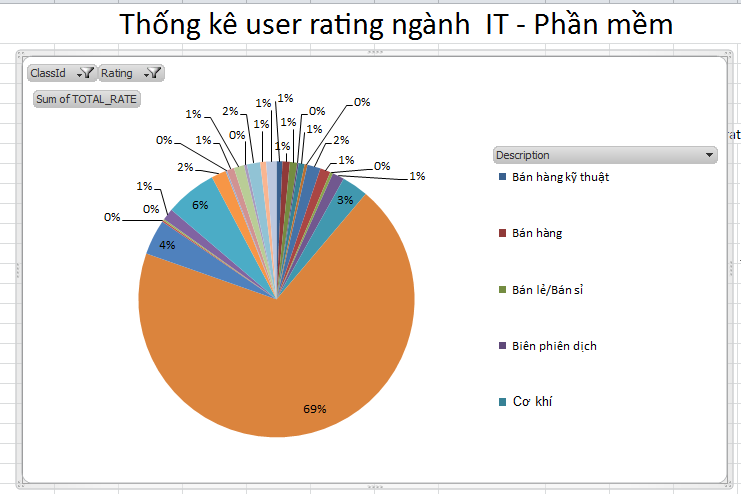 Thống kê user rating ngành IT - Phần mềm
ClassId Rating
Sum of TOTAL_RATE
1% 1% 0%
2% 0%
1% 1% 1% 1%
0% 1% 0% 1% 2%
2% 1% 0%
1% 6% 3% 1%
0% 0%
4%
69%
Description
Bán hàng kỹ thuật
Bán hàng
Bán lẻ/Bán sỉ
Biên phiên dịch
Cơ khí